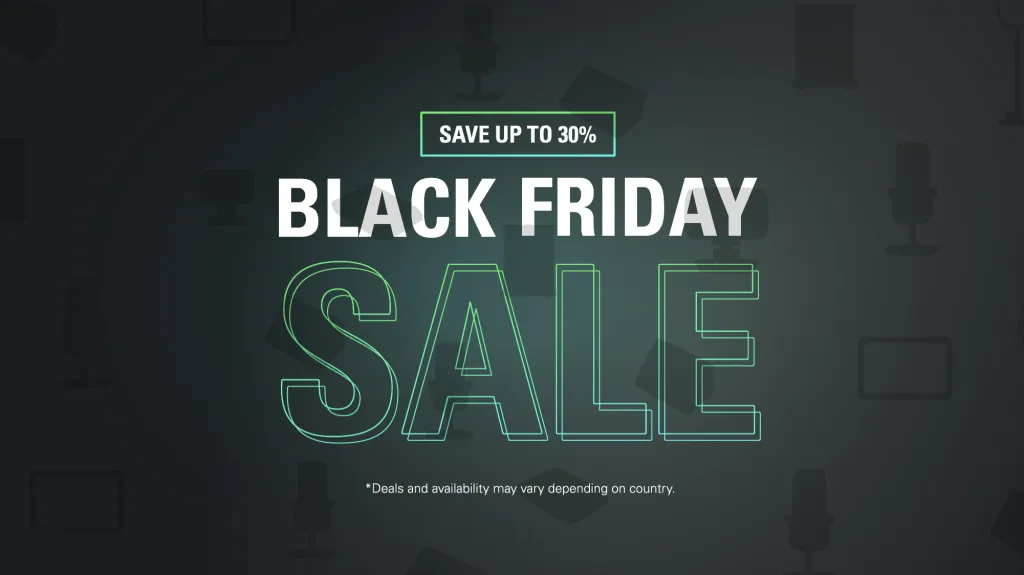 SAVE UP TO 30%
BLACK FRIDAY
SALE
*Deals and availability may vary depending on country.